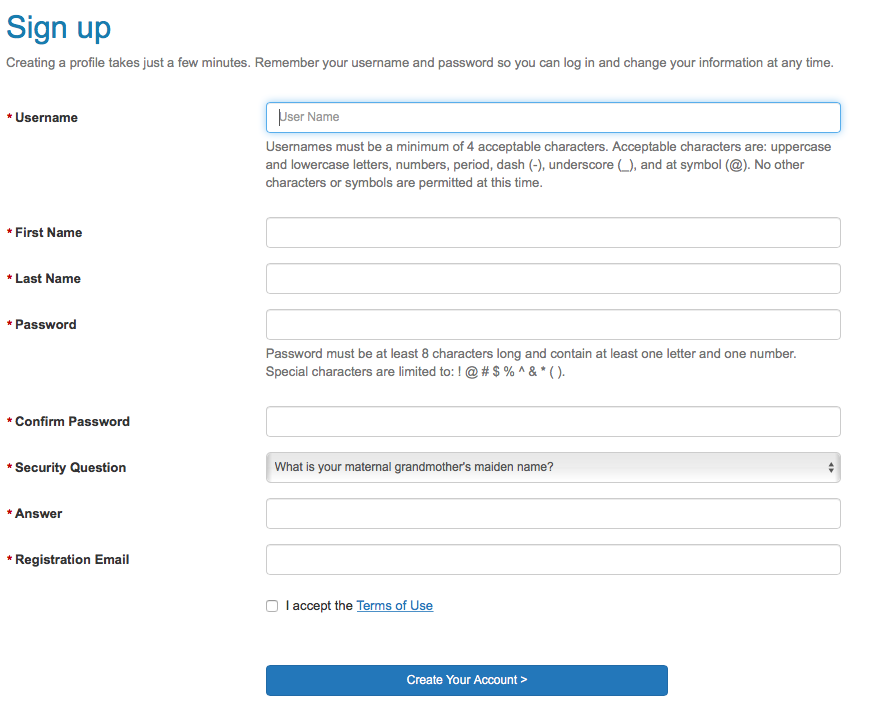 Sign up
Creating a profile takes just a few minutes. Remember your username and password so you can log in and change your information at any time.
* Username
User Name
Usernames must be a minimum of 4 acceptable characters. Acceptable characters are: uppercase
and lowercase letters, numbers, period, dash (-), underscore (_), and at symbol (@). No other
characters or symbols are permitted at this time.
* First Name
* Last Name
* Password
Password must be at least 8 characters long and contain at least one letter and one number.
Special characters are limited to: ! @ # $ % ^ & * ( ).
* Confirm Password
* Security Question
What is your maternal grandmother's maiden name?
* Answer
* Registration Email
I accept the Terms of Use
Create Your Account >